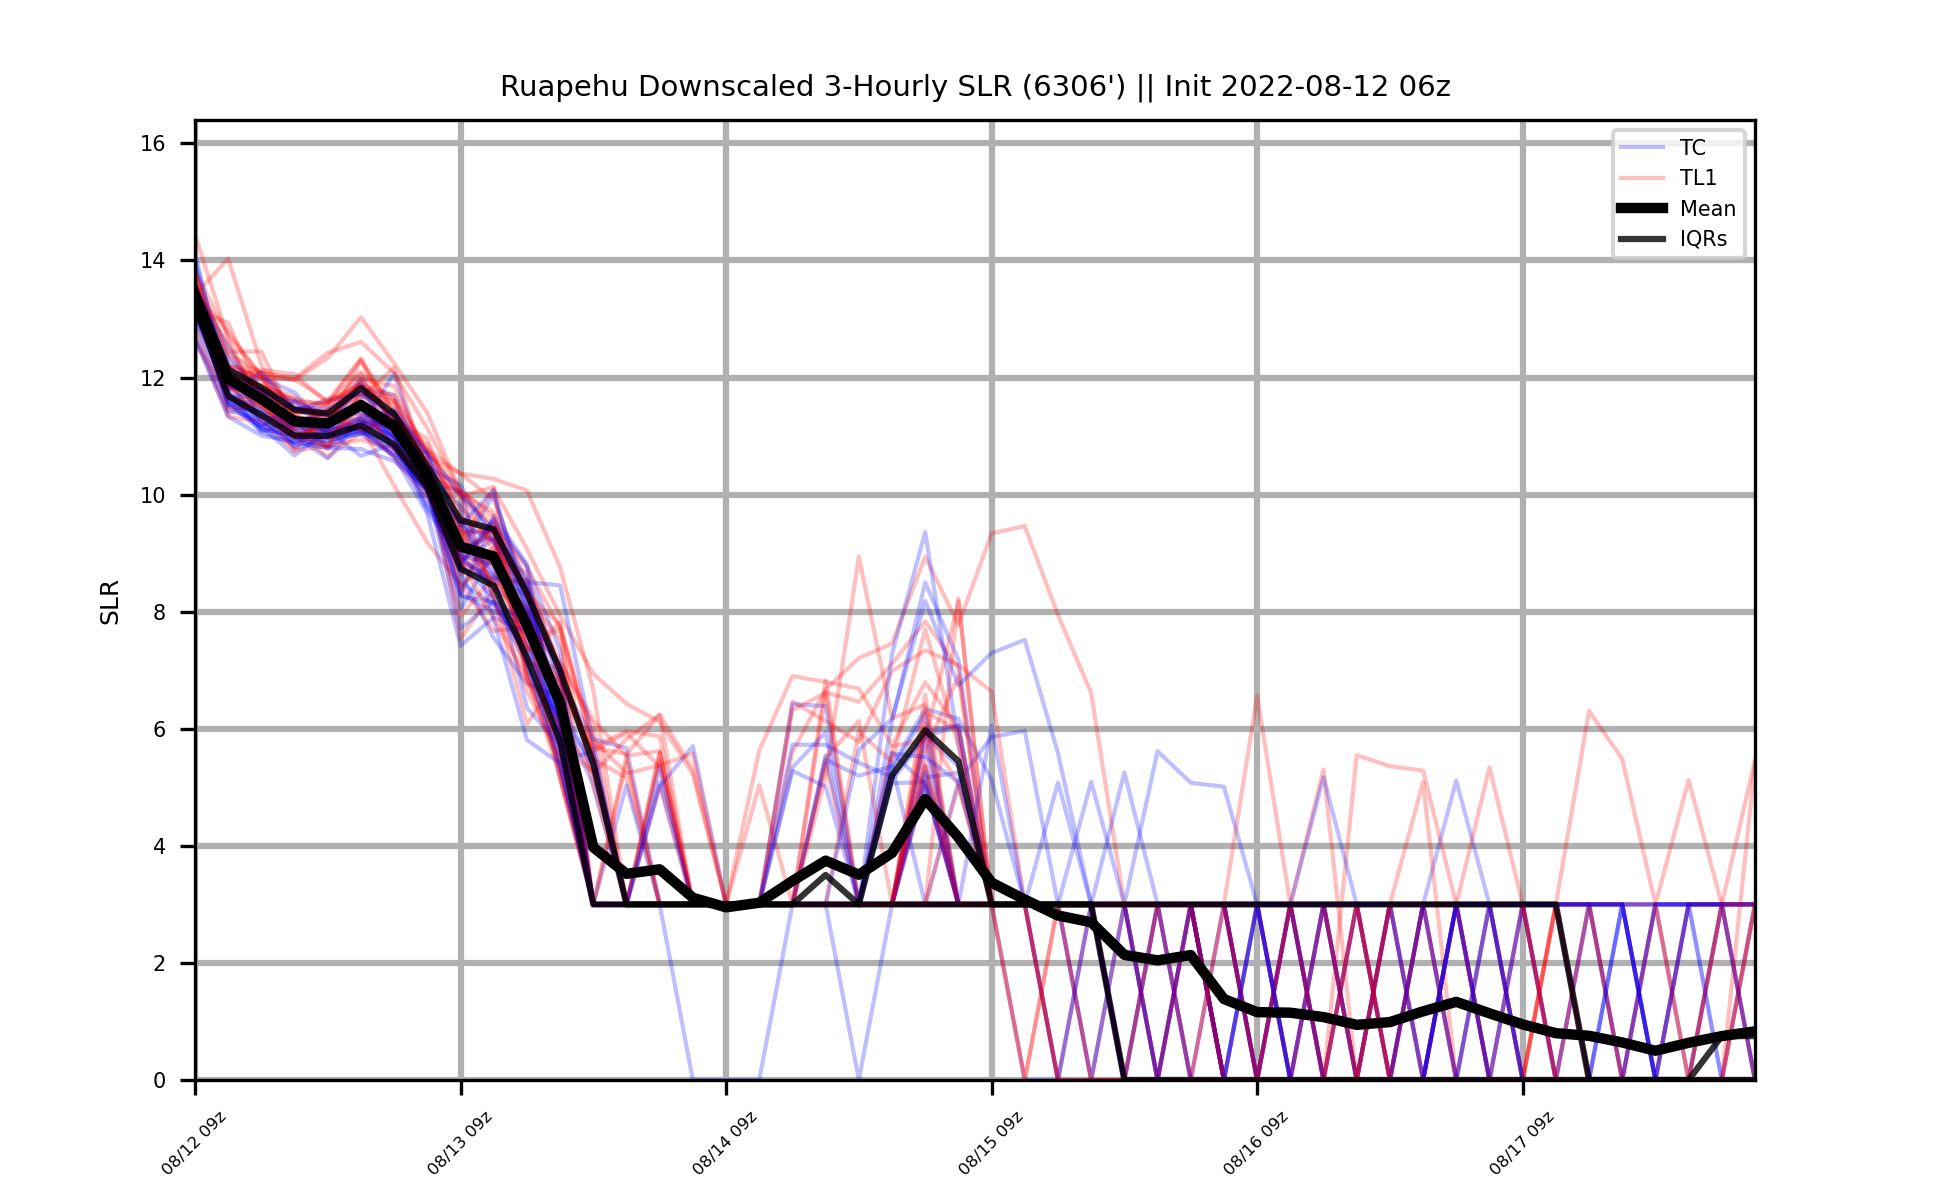 Ruapehu Downscaled 3-Hourly SLR (6306') || Init 2022-08-12 06z
16
14
12
10
8
6
4
2
0
SLR
TC
TL1
Mean
IQRs
08/12 09z
08/13 09z
08/14 09z
08/15 09z
08/16 09z
08/17 09z